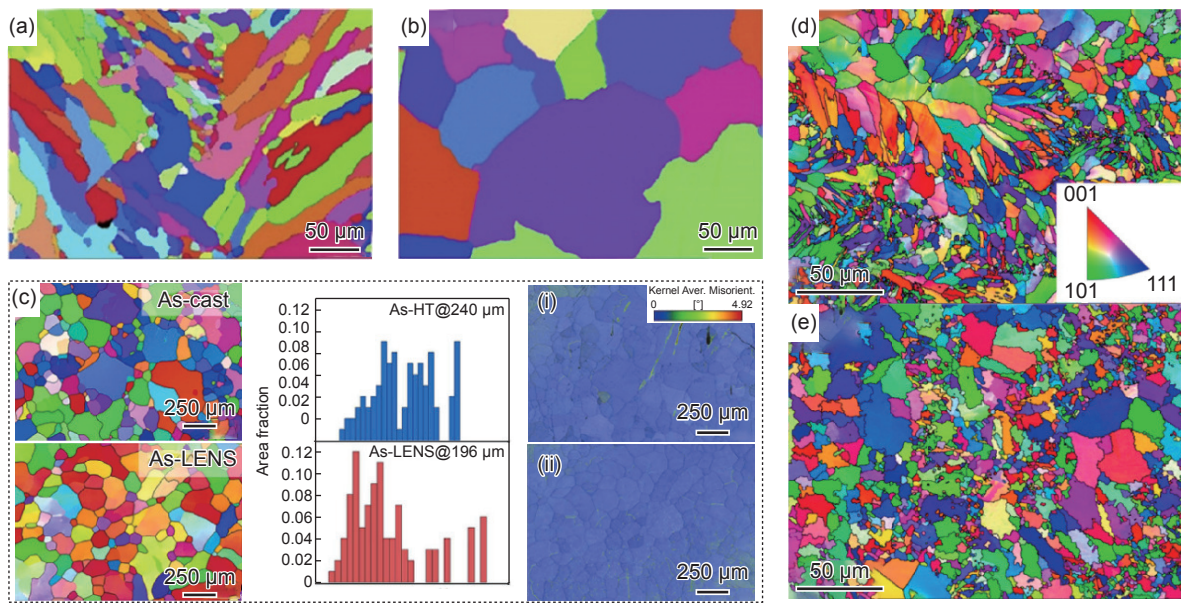 (a)
50 μm
(b)
50 μm
(c)
As-cast
250 μm
As-LENS
250 μm
Area fraction
0.12
0.10
0.08
0.06
0.04
0.02
0
As-HT@240 μm
0.12
0.10
0.08
0.06
0.04
0.02
0
As-LENS@196 μm
(i)
Kernel Aver. Misorient.
0 [°] 4.92
250 μm
(ii)
250 μm
(d)
50 μm
001
101
111
(e)
50 μm